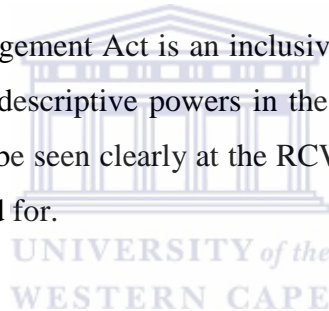 gement Act is an inclusiv
descriptive powers in the
be seen clearly at the RCV
d for.
UNIVERSITY of the
WESTERN CAPE